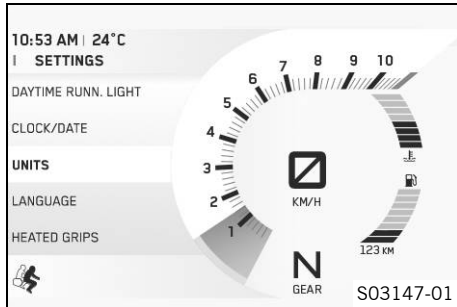 10:53 AM | 24°C
SETTINGS
DAYTIME RUNN. LIGHT
CLOCK/DATE
UNITS
LANGUAGE
HEATED GRIPS
1
2
3
4
5
6
7
8
9
10
0
KM/H
N
GEAR
123 KM
S03147-01